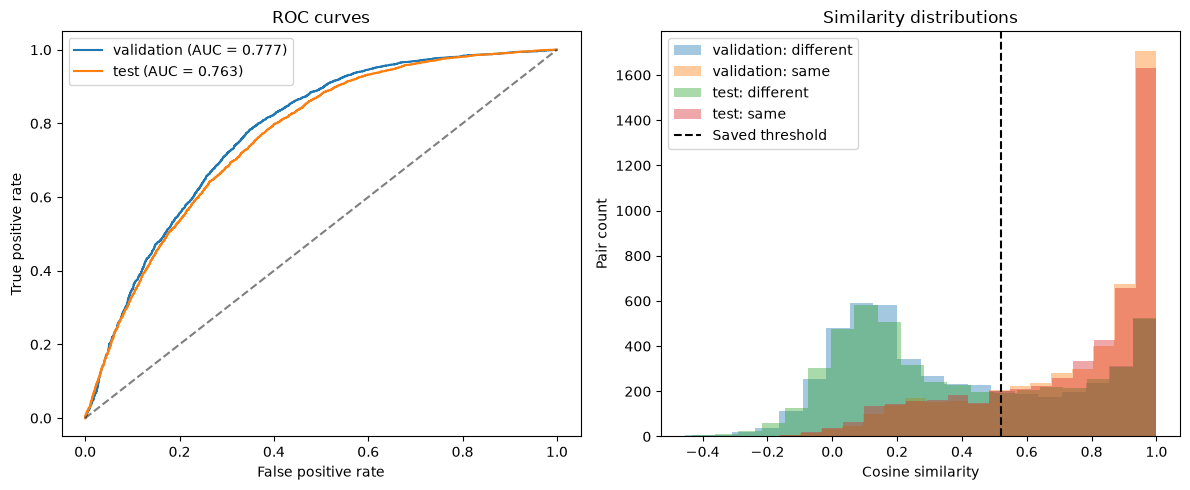 ROC curves
validation (AUC = 0.777)
test (AUC = 0.763)
1.0
0.8
0.6
0.4
0.2
0.0
True positive rate
0.0 0.2 0.4 0.6 0.8 1.0
False positive rate
Similarity distributions
validation: different
validation: same
test: different
test: same
Saved threshold
1600
1400
1200
1000
800
600
400
200
0
Pair count
−0.4 −0.2 0.0 0.2 0.4 0.6 0.8 1.0
Cosine similarity